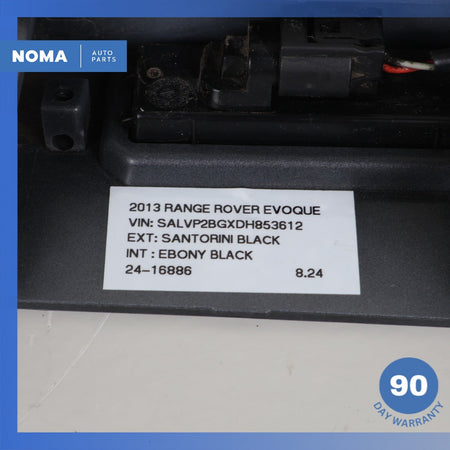 NOMA AUTO
PARTS
2013 RANGE ROVER EVOQUE
VIN: SALVP2BGXDH853612
EXT: SANTORINI BLACK
INT : EBONY BLACK
24-16886 8.24
90
DAY WARRANTY